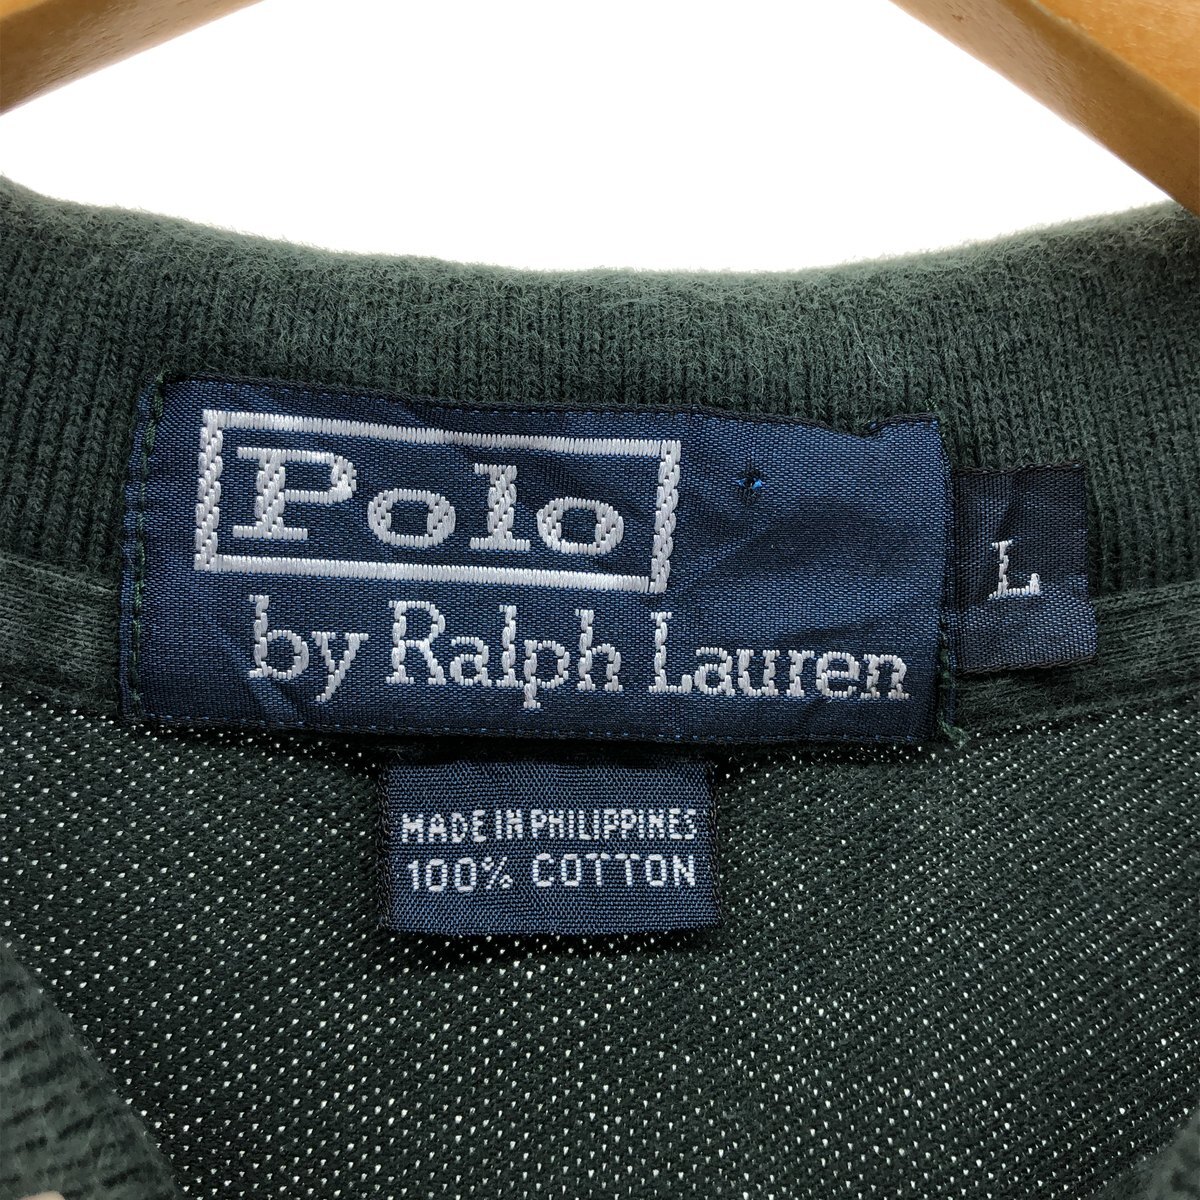 Polo
by Ralph Lauren
L
MADE IN PHILIPPINES
100% COTTON